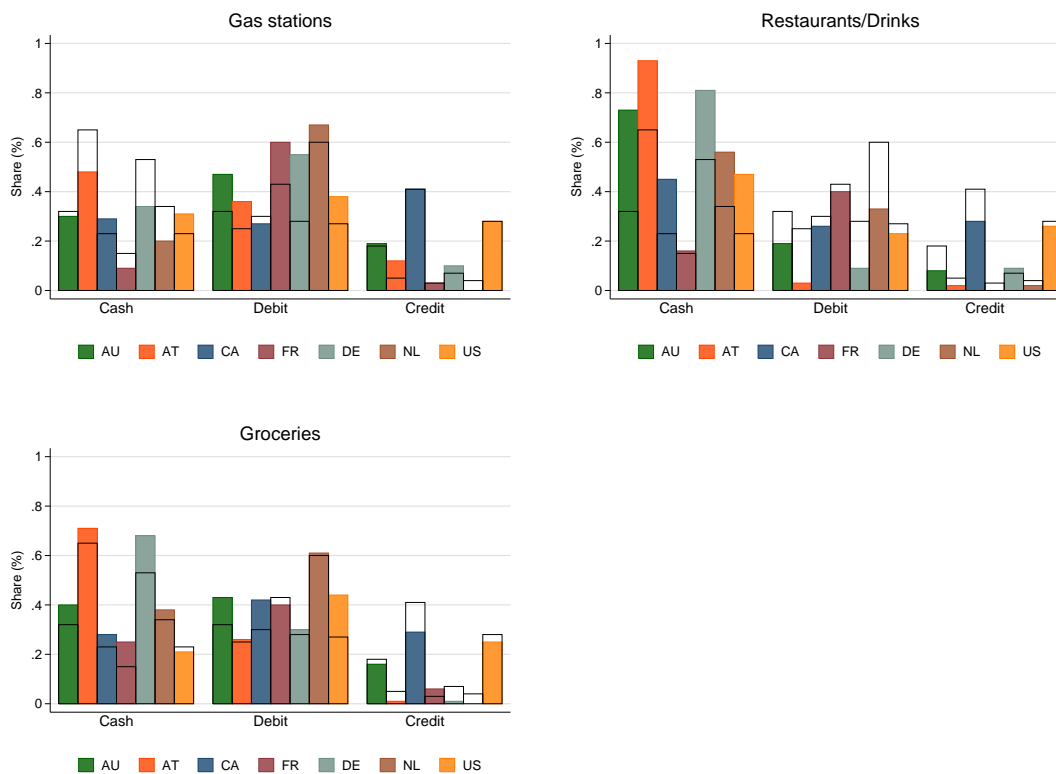 Gas stations
Share (%)
1
.8
.6
.4
.2
0
Cash Debit Credit
AU AT CA FR DE NL US
Restaurants/Drinks
Share (%)
1
.8
.6
.4
.2
0
Cash Debit Credit
AU AT CA FR DE NL US
Groceries
Share (%)
1
.8
.6
.4
.2
0
Cash Debit Credit
AU AT CA FR DE NL US